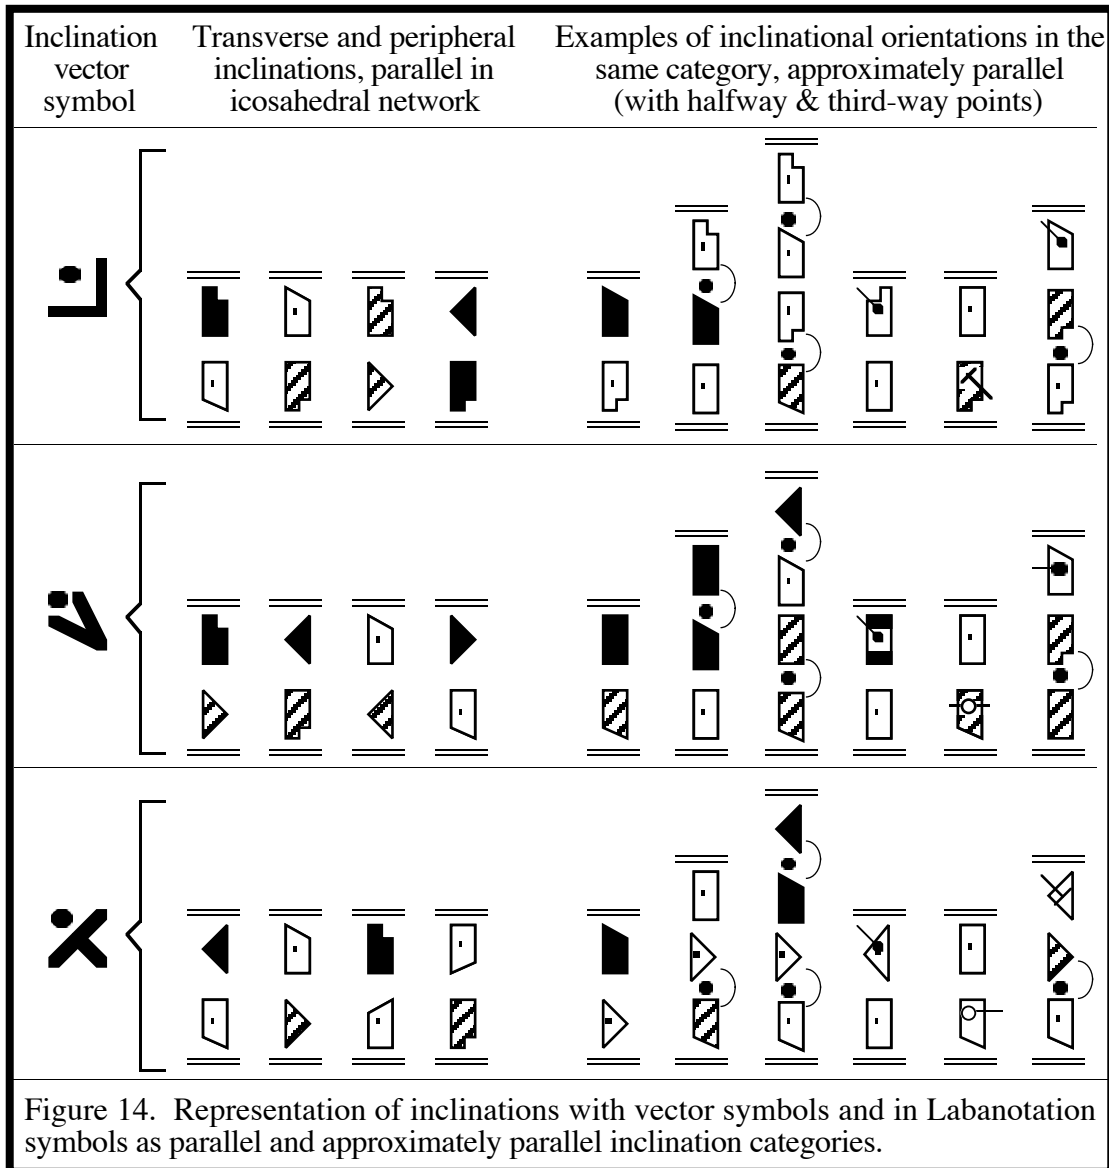 Inclination
vector
symbol
Transverse and peripheral
inclinations, parallel in
icosahedral network
Examples of inclinational orientations in the
same category, approximately parallel
(with halfway & third-way points)
Figure 14. Representation of inclinations with vector symbols and in Labanotation
symbols as parallel and approximately parallel inclination categories.